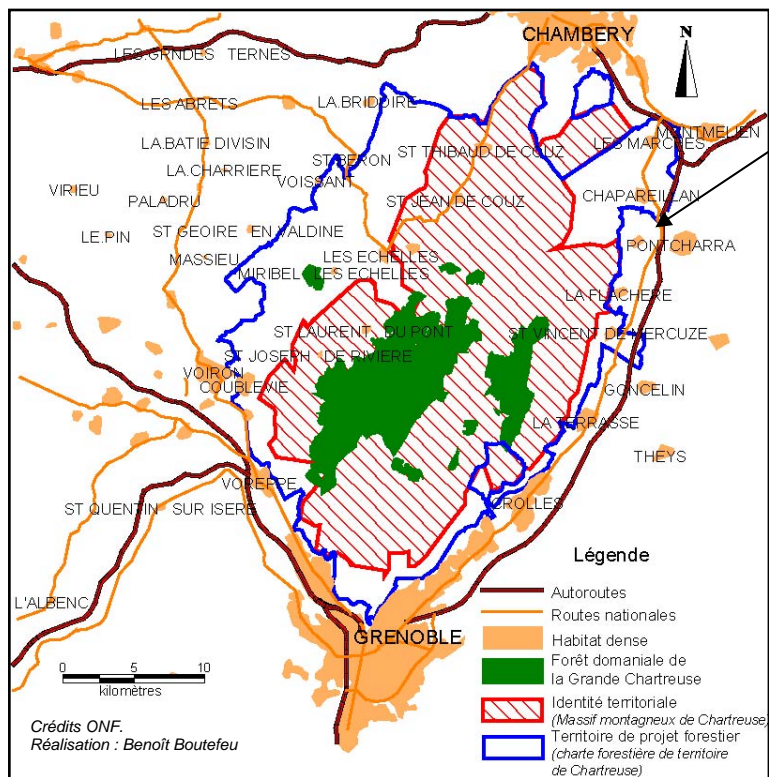 CHAMBERY
N
LES.GRNDES TERNES
LES ABRETS
LA.BRIDOIRE
MONTMELIEN
LA.BATIE DIVISIN
ST BERON
ST THIBAUD DE COUZ
LES MARCHES
LA.CHARRIERE
VOISSANT
VIRIEU
PALADRU
ST JEAN DE COUZ
CHAPAREILLAN
LE.PIN
ST GEOIRE EN VALDINE
MASSIEU
LES ECHELLES
PONTCHARRA
MIRIBEL LES ECHELLES
LA FLACHERE
ST LAURENT DU PONT
ST VINCENT DE MERCUZE
ST JOSEPH DE RIVIERE
VOIRON
COUBLEVIE
GONCELIN
LA TERRASSE
THEYS
VOREPPE
ST QUENTIN SUR ISERE
CROLLES
L'ALBENC
GRENOBLE
0 5 10
kilomètres
Crédits ONF.
Réalisation : Benoît Boutefeu
Légende
Autoroutes
Routes nationales
Habitat dense
Forêt domaniale de
la Grande Chartreuse
Identité territoriale
(Massif montagneux de Chartreuse)
Territoire de projet forestier
(charte forestière de territoire
de Chartreuse)